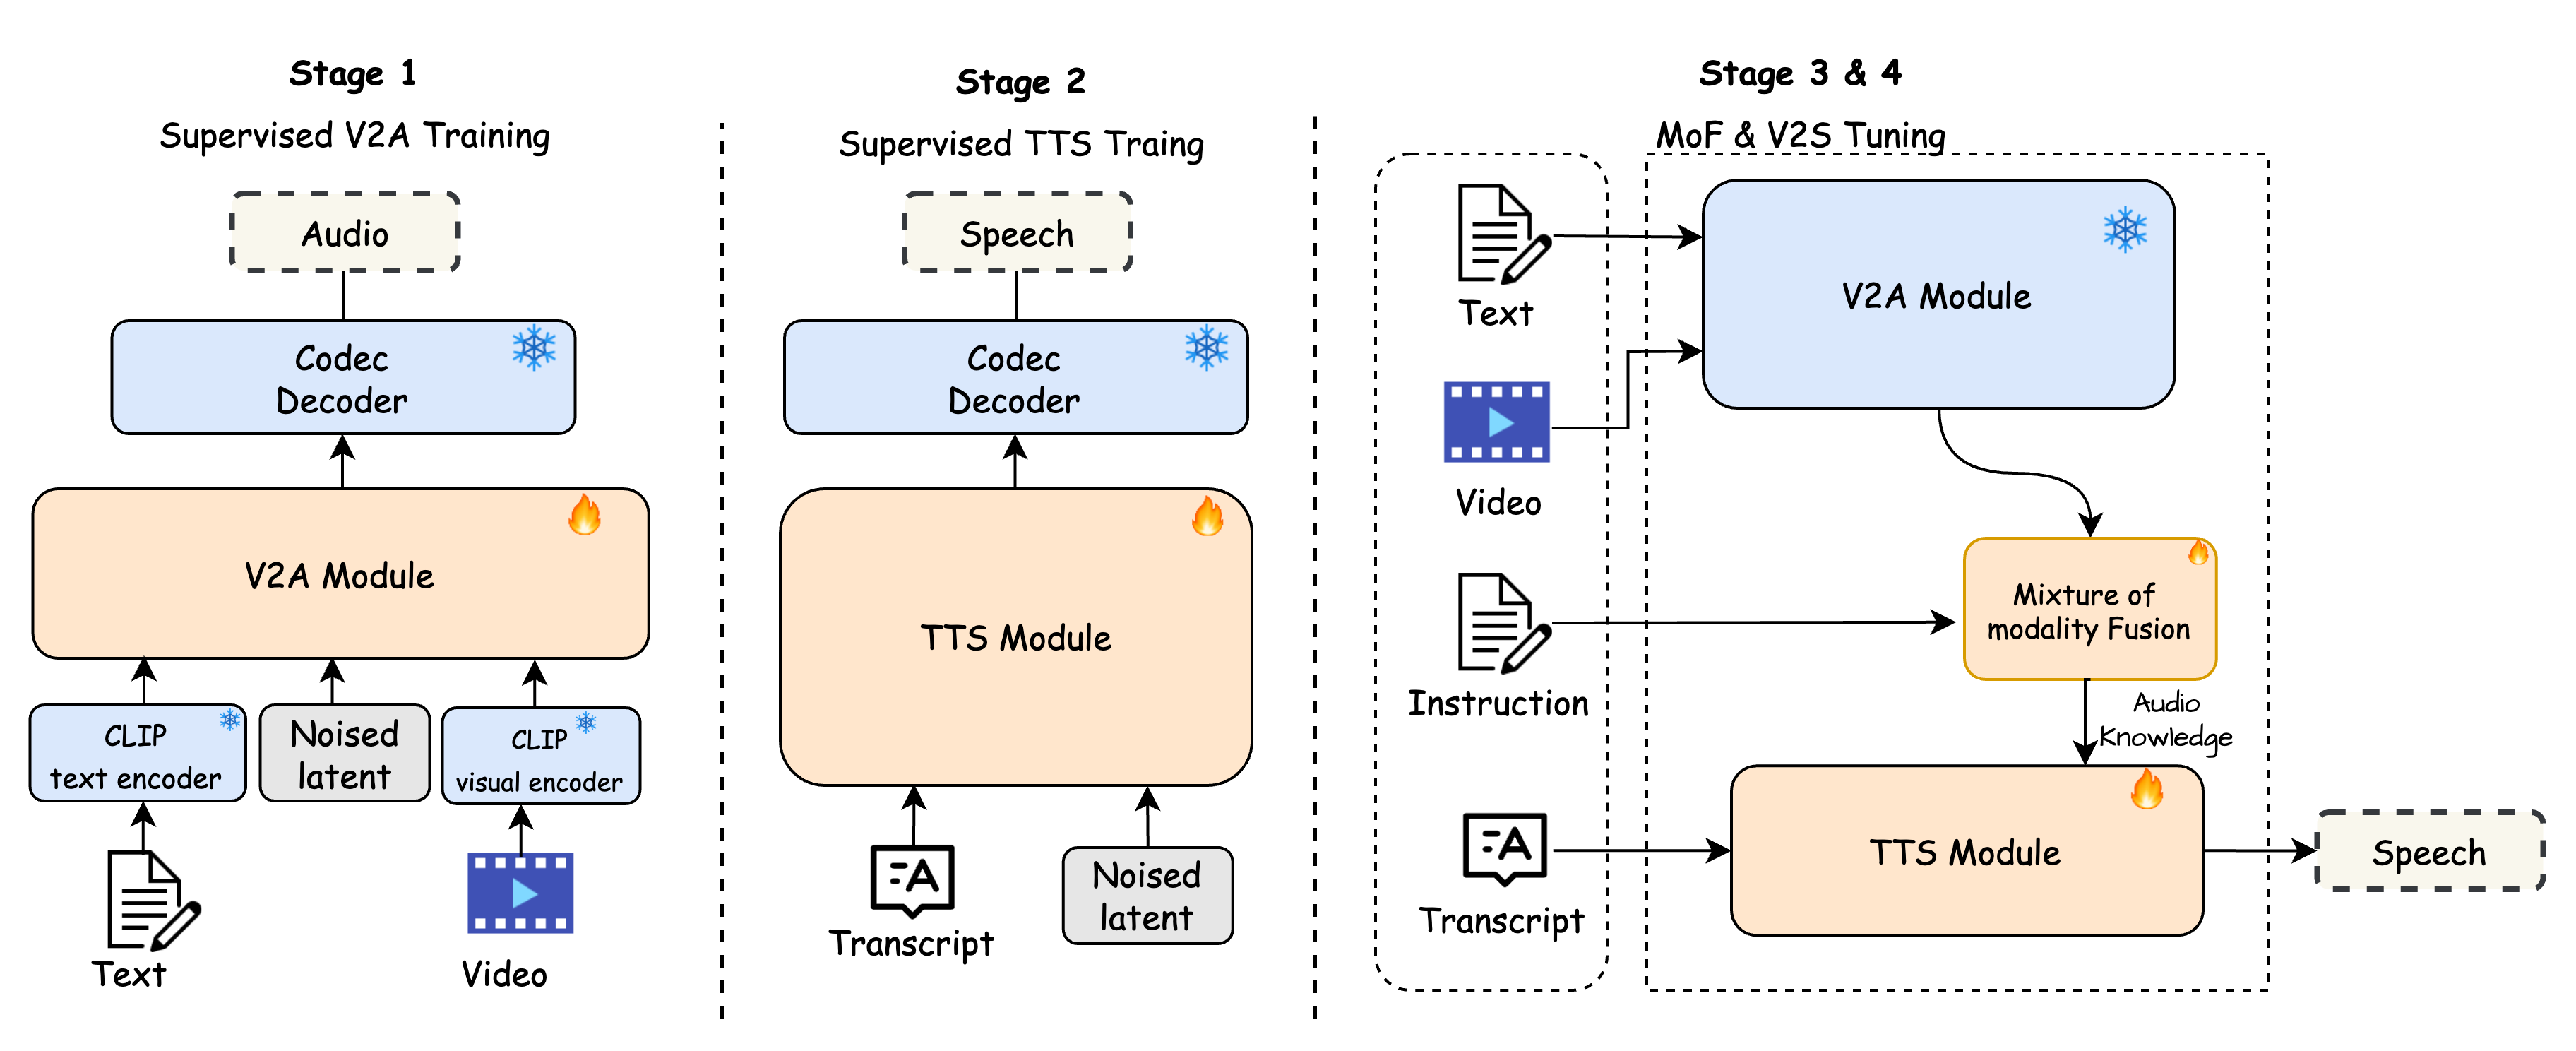 Stage 1
Supervised V2A Training
Audio
Codec
Decoder
V2A Module
CLIP
text encoder
Noised
latent
CLIP
visual encoder
Text
Video
Stage 2
Supervised TTS Traing
Speech
Codec
Decoder
TTS Module
Transcript
Noised
latent
Stage 3 & 4
MoF & V2S Tuning
Text
Video
Instruction
Transcript
V2A Module
Mixture of
modality Fusion
Audio
Knowledge
TTS Module
Speech